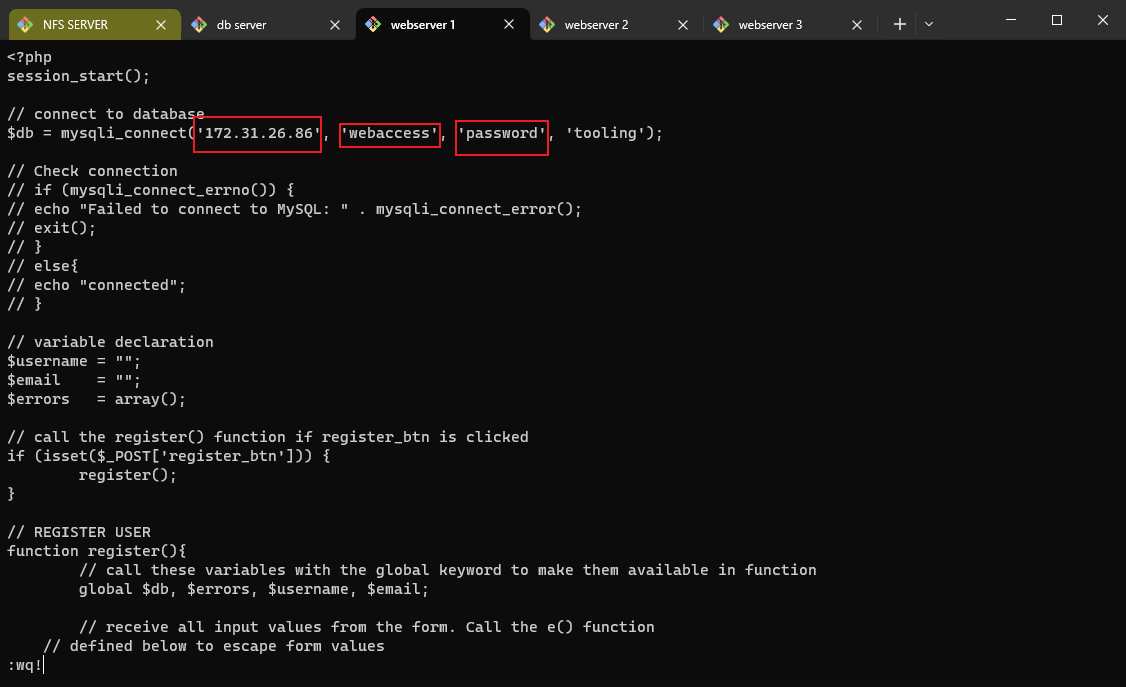 NFS SERVER db server webserver 1 webserver 2 webserver 3
<?php
session_start();

// connect to database
$db = mysqli_connect('172.31.26.86', 'webaccess', 'password', 'tooling');

// Check connection
// if (mysqli_connect_errno()) {
// echo "Failed to connect to MySQL: " . mysqli_connect_error();
// exit();
// }
// else{
// echo "connected";
// }

// variable declaration
$username = "";
$email    = "";
$errors   = array();

// call the register() function if register_btn is clicked
if (isset($_POST['register_btn'])) {
        register();
}

// REGISTER USER
function register(){
        // call these variables with the global keyword to make them available in function
        global $db, $errors, $username, $email;

        // receive all input values from the form. Call the e() function
    // defined below to escape form values
:wq!